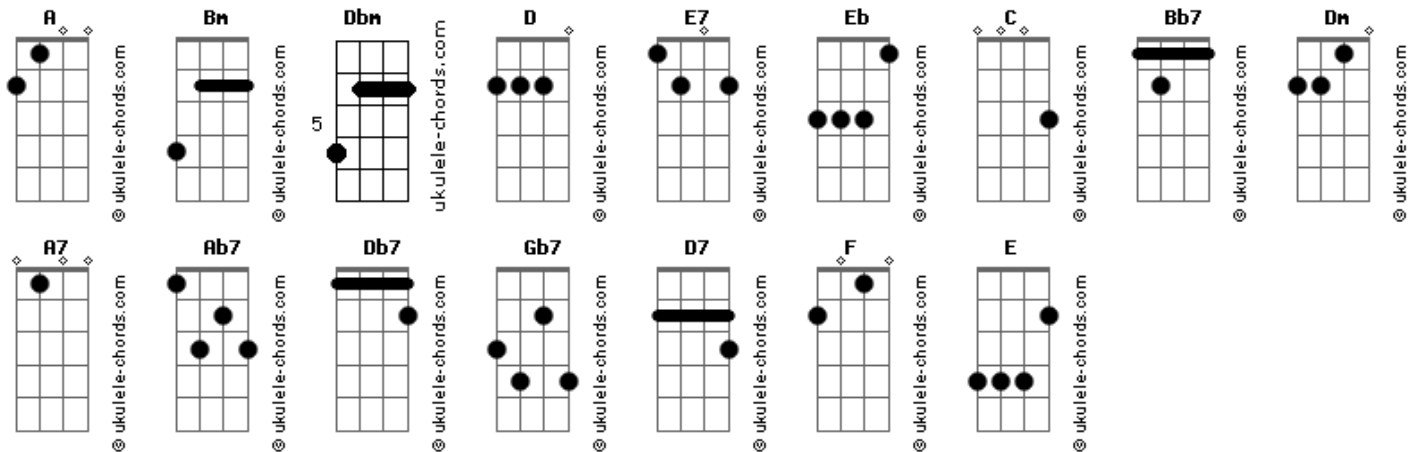 A Bm Dbm D E7 Eb C Bb7 Dm
5
© ukulele-chords.com © ukulele-chords.com ukulele-chords.com © ukulele-chords.com © ukulele-chords.com © ukulele-chords.com © ukulele-chords.com © ukulele-chords.com © ukulele-chords.com
A7 Ab7 Db7 Gb7 D7 F E
© ukulele-chords.com © ukulele-chords.com © ukulele-chords.com © ukulele-chords.com © ukulele-chords.com © ukulele-chords.com © ukulele-chords.com